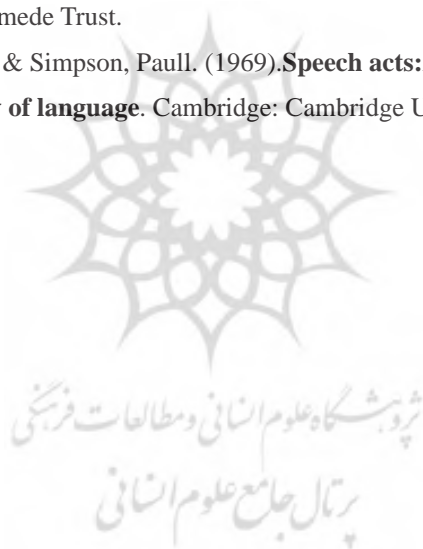 mede Trust.
& Simpson, Paull. (1969).Speech acts:
of language. Cambridge: Cambridge U
پژوهشگاه علوم انسانی و مطالعات فرهنگی
پرتال جامع علوم انسانی